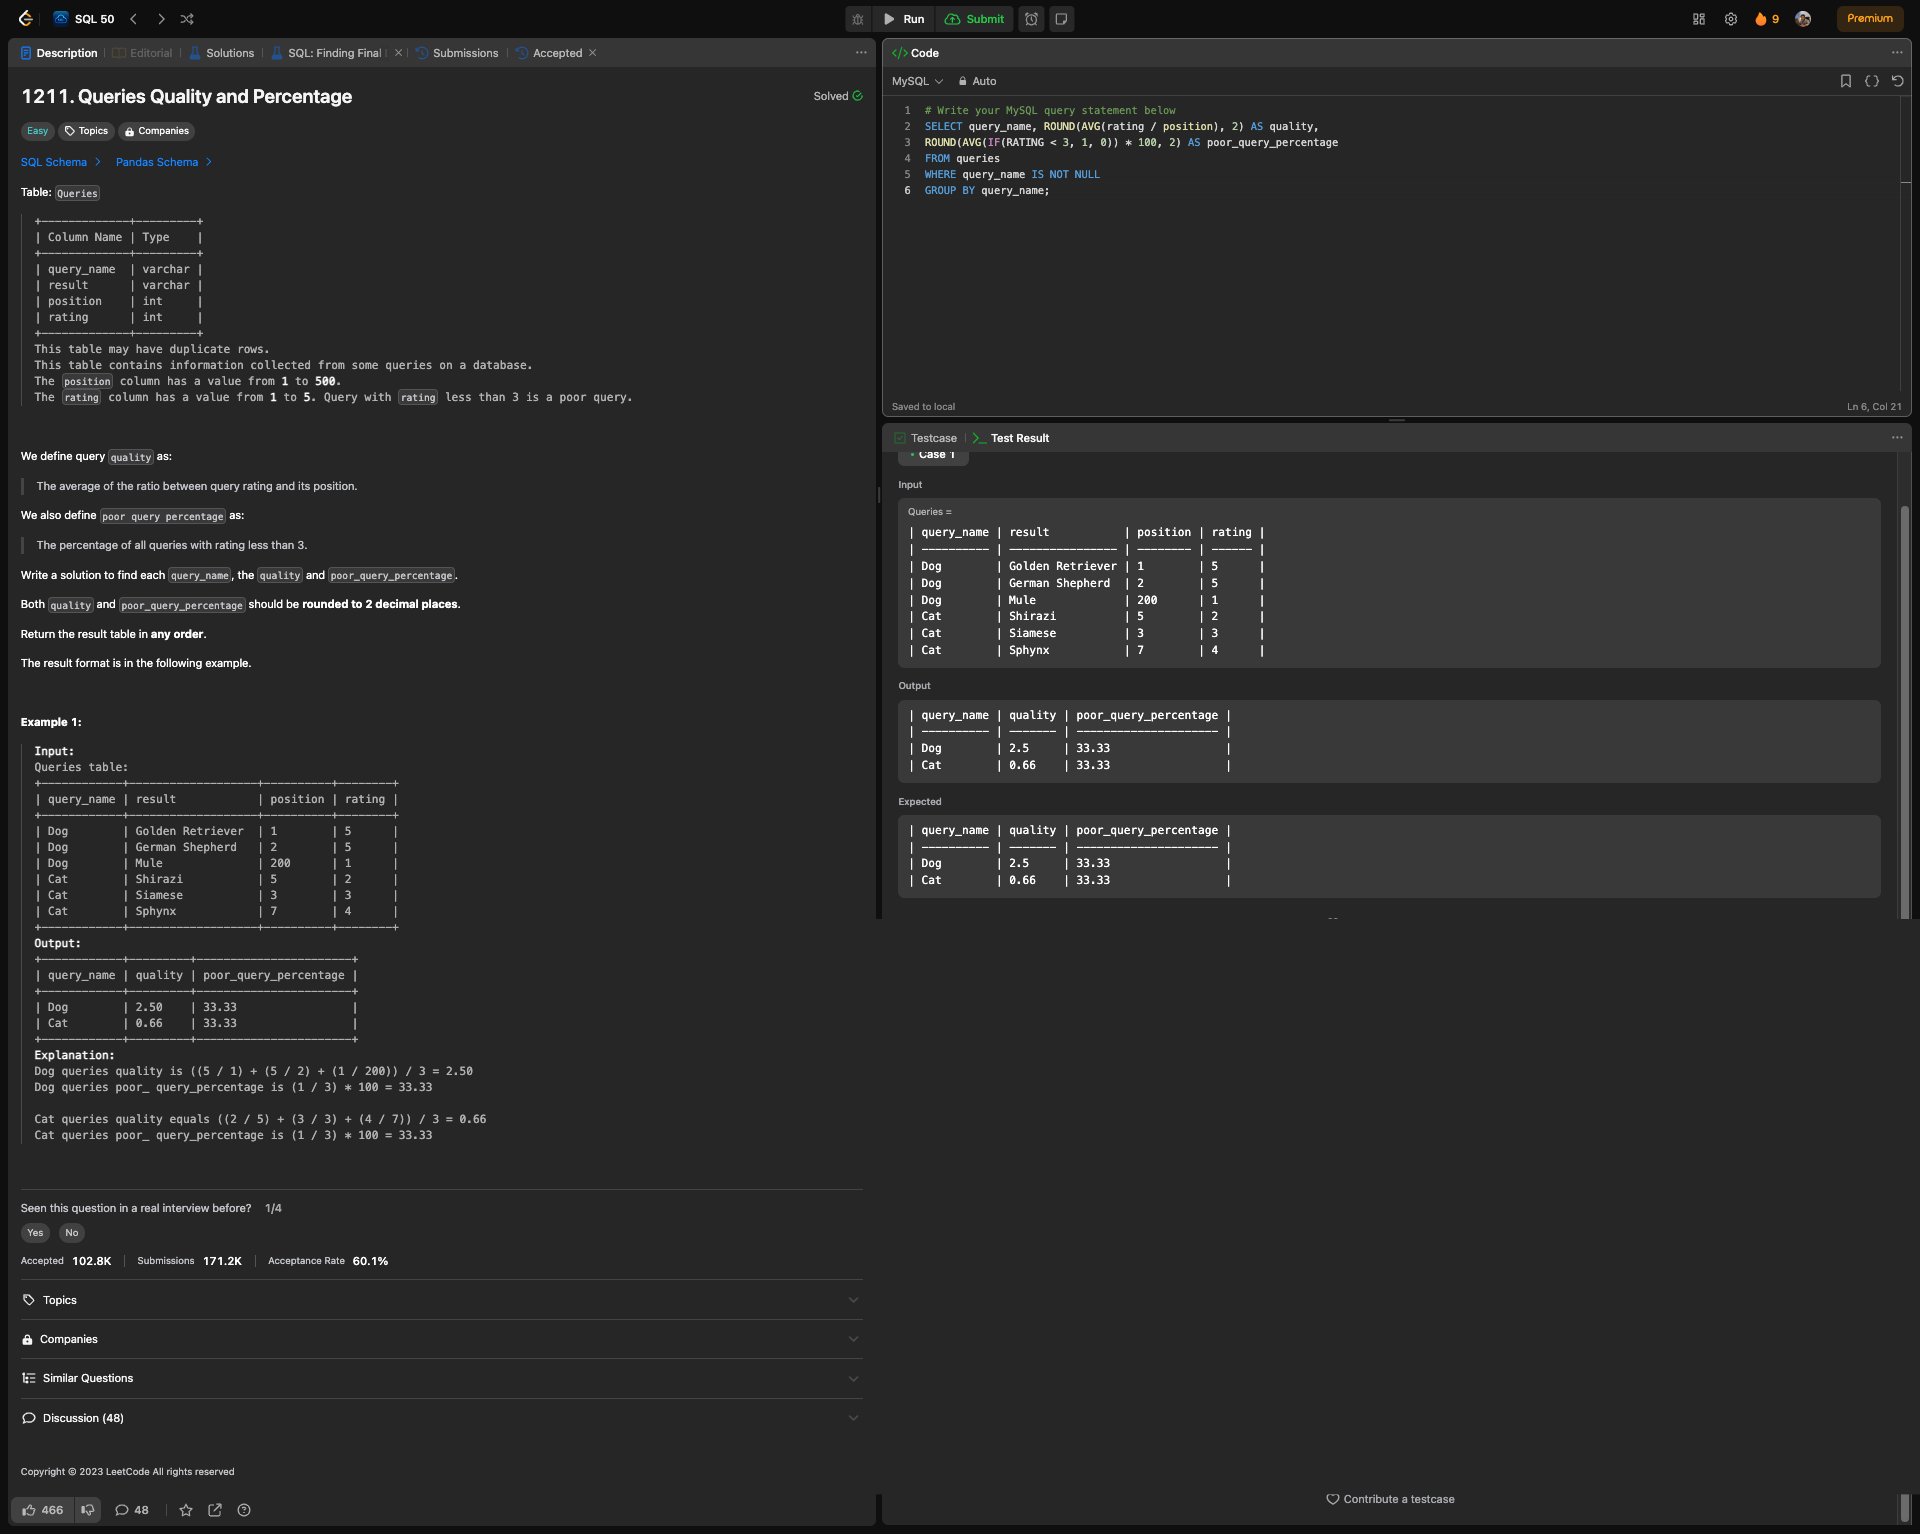 SQL 50
Run
Submit
9
Premium
Description
Editorial
Solutions
SQL: Finding Final
Submissions
Accepted
1211. Queries Quality and Percentage
Solved
Easy
Topics
Companies
SQL Schema
Pandas Schema
Table: Queries
+-------------+---------+
| Column Name | Type    |
+-------------+---------+
| query_name  | varchar |
| result      | varchar |
| position    | int     |
| rating      | int     |
+-------------+---------+
This table may have duplicate rows.
This table contains information collected from some queries on a database.
The position column has a value from 1 to 500.
The rating column has a value from 1 to 5. Query with rating less than 3 is a poor query.
We define query quality as:
The average of the ratio between query rating and its position.
We also define poor query percentage as:
The percentage of all queries with rating less than 3.
Write a solution to find each query_name, the quality and poor_query_percentage.
Both quality and poor_query_percentage should be rounded to 2 decimal places.
Return the result table in any order.
The result format is in the following example.
Example 1:
Input:
Queries table:
+------------+-------------------+----------+--------+
| query_name | result            | position | rating |
+------------+-------------------+----------+--------+
| Dog        | Golden Retriever  | 1        | 5      |
| Dog        | German Shepherd   | 2        | 5      |
| Dog        | Mule              | 200      | 1      |
| Cat        | Shirazi           | 5        | 2      |
| Cat        | Siamese           | 3        | 3      |
| Cat        | Sphynx            | 7        | 4      |
+------------+-------------------+----------+--------+
Output:
+------------+---------+-----------------------+
| query_name | quality | poor_query_percentage |
+------------+---------+-----------------------+
| Dog        | 2.50    | 33.33                 |
| Cat        | 0.66    | 33.33                 |
+------------+---------+-----------------------+
Explanation:
Dog queries quality is ((5 / 1) + (5 / 2) + (1 / 200)) / 3 = 2.50
Dog queries poor_ query_percentage is (1 / 3) * 100 = 33.33
Cat queries quality equals ((2 / 5) + (3 / 3) + (4 / 7)) / 3 = 0.66
Cat queries poor_ query_percentage is (1 / 3) * 100 = 33.33
Seen this question in a real interview before? 1/4
Yes No
Accepted 102.8K Submissions 171.2K Acceptance Rate 60.1%
Topics
Companies
Similar Questions
Discussion (48)
Copyright © 2023 LeetCode All rights reserved
466
48
</> Code
MySQL
Auto
1 # Write your MySQL query statement below
2 SELECT query_name, ROUND(AVG(rating / position), 2) AS quality,
3 ROUND(AVG(IF(RATING < 3, 1, 0)) * 100, 2) AS poor_query_percentage
4 FROM queries
5 WHERE query_name IS NOT NULL
6 GROUP BY query_name;
Saved to local
Ln 6, Col 21
Testcase
>_ Test Result
• Case 1
Input
Queries =
| query_name | result           | position | rating |
| ---------- | ---------------- | -------- | ------ |
| Dog        | Golden Retriever | 1        | 5      |
| Dog        | German Shepherd  | 2        | 5      |
| Dog        | Mule             | 200      | 1      |
| Cat        | Shirazi          | 5        | 2      |
| Cat        | Siamese          | 3        | 3      |
| Cat        | Sphynx           | 7        | 4      |
Output
| query_name | quality | poor_query_percentage |
| ---------- | ------- | --------------------- |
| Dog        | 2.5     | 33.33                 |
| Cat        | 0.66    | 33.33                 |
Expected
| query_name | quality | poor_query_percentage |
| ---------- | ------- | --------------------- |
| Dog        | 2.5     | 33.33                 |
| Cat        | 0.66    | 33.33                 |
Contribute a testcase